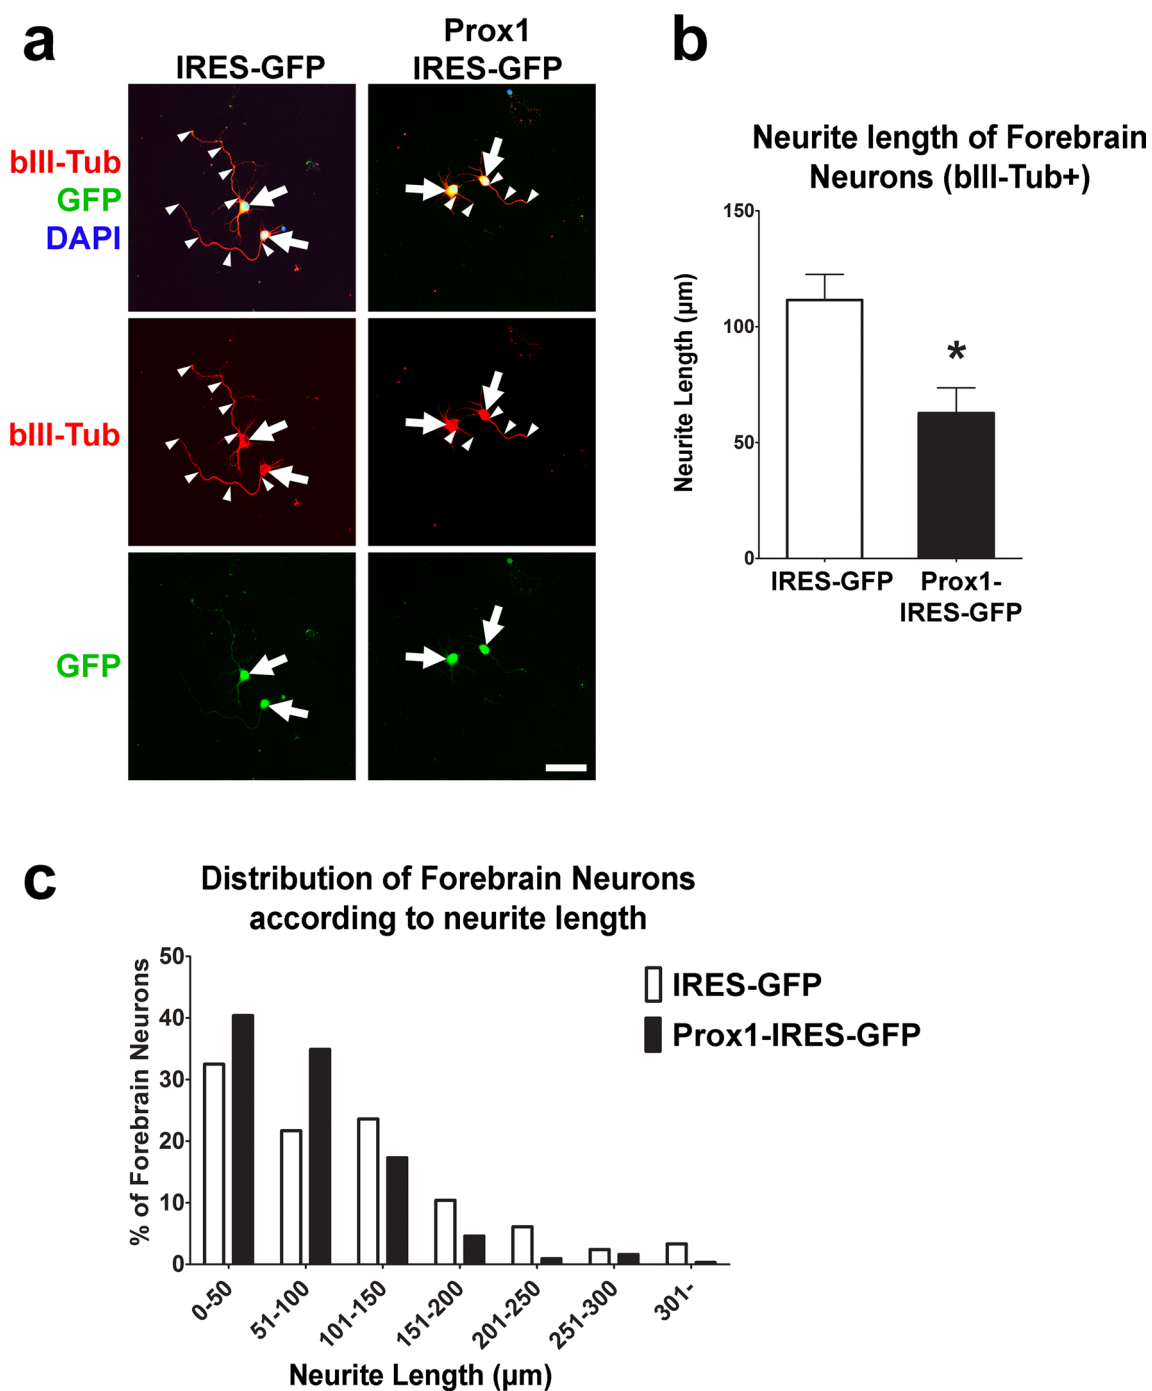 a
IRES-GFP
Prox1
IRES-GFP
bIII-Tub
GFP
DAPI
bIII-Tub
GFP
b
Neurite length of Forebrain
Neurons (bIII-Tub+)
Neurite Length (µm)
150
100
50
0
*
IRES-GFP
Prox1-
IRES-GFP
c
Distribution of Forebrain Neurons
according to neurite length
% of Forebrain Neurons
50
40
30
20
10
0
IRES-GFP
Prox1-IRES-GFP
0-50
51-100
101-150
151-200
201-250
251-300
301-
Neurite Length (µm)